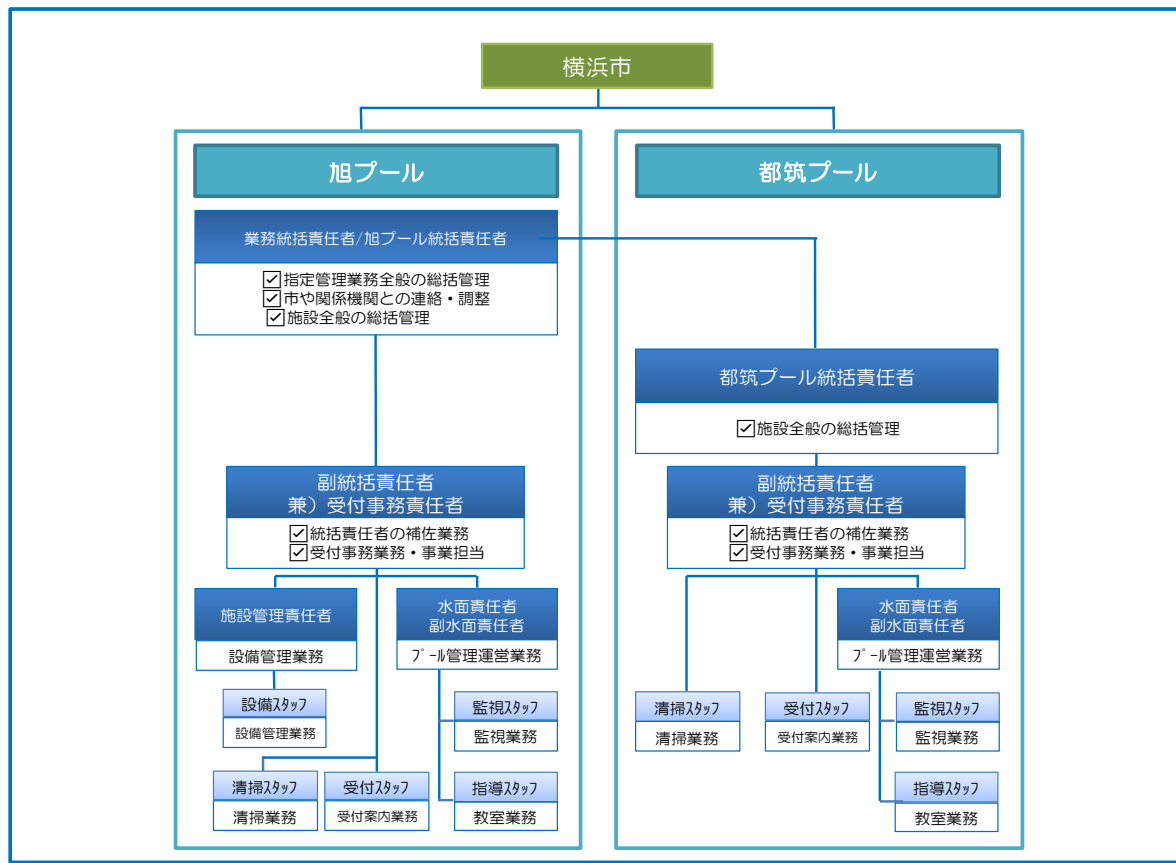 横浜市
旭プール
業務統括責任者/旭プール統括責任者
☑指定管理業務全般の総括管理
☑市や関係機関との連絡・調整
☑施設全般の総括管理
副統括責任者
兼）受付事務責任者
☑統括責任者の補佐業務
☑受付事務業務・事業担当
施設管理責任者
設備管理業務
水面責任者
副水面責任者
ﾌﾟｰﾙ管理運営業務
設備ｽﾀｯﾌ
設備管理業務
監視ｽﾀｯﾌ
監視業務
清掃ｽﾀｯﾌ
清掃業務
受付ｽﾀｯﾌ
受付案内業務
指導ｽﾀｯﾌ
教室業務
都筑プール
都筑プール統括責任者
☑施設全般の総括管理
副統括責任者
兼）受付事務責任者
☑統括責任者の補佐業務
☑受付事務業務・事業担当
水面責任者
副水面責任者
ﾌﾟｰﾙ管理運営業務
清掃ｽﾀｯﾌ
清掃業務
受付ｽﾀｯﾌ
受付案内業務
監視ｽﾀｯﾌ
監視業務
指導ｽﾀｯﾌ
教室業務